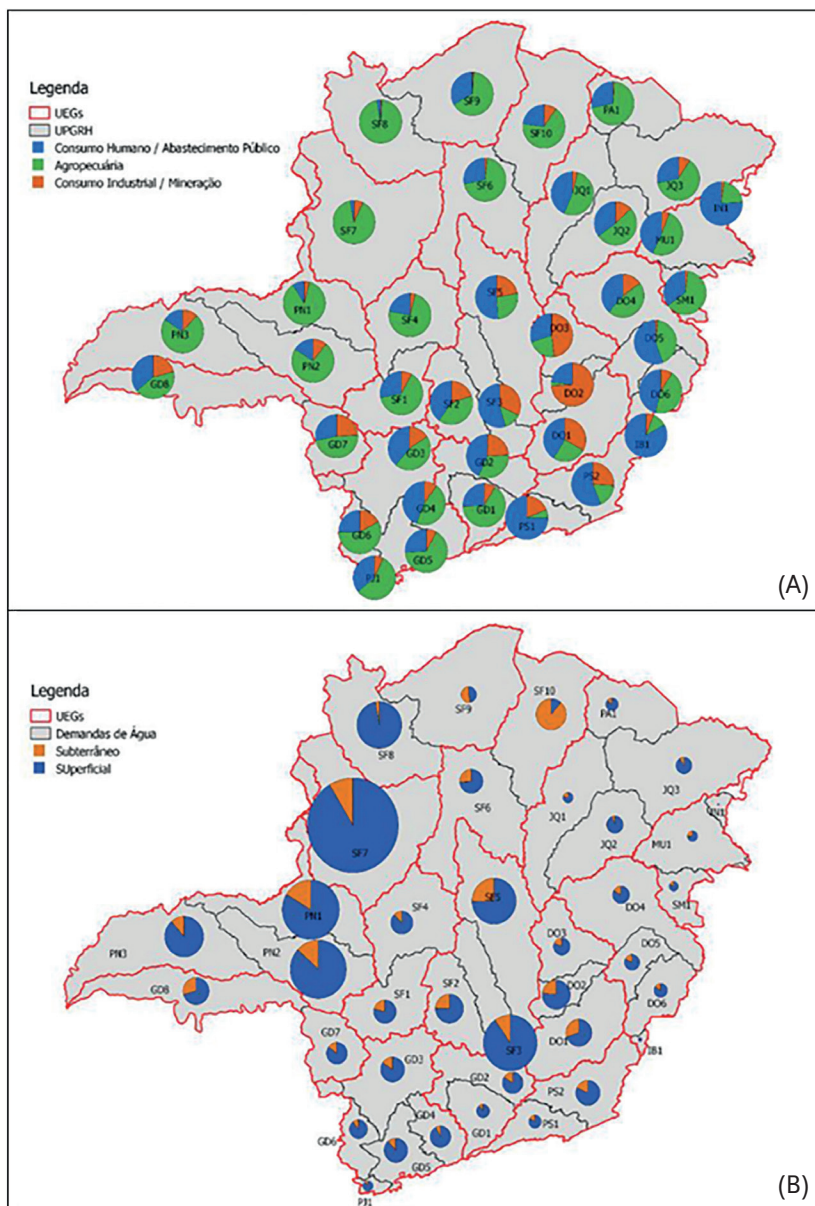 Legenda
UEGs
UPGRH
Consumo Humano / Abastecimento Público
Agropecuária
Consumo Industrial / Mineração
SF9
SF8
SF10
PA1
SF6
JQ1
JQ3
IN1
SF7
JQ2
MU1
PN1
SF4
SF5
DO4
SM1
PN3
DO3
DO5
PN2
GD8
SF1
SF2
SF3
DO2
DO6
GD7
GD3
GD2
DO1
IB1
GD4
GD1
PS2
PS1
GD6
GD5
PJ1
(A)
Legenda
UEGs
Demandas de Água
Subterrâneo
SUperficial
SF10
SF9
PA1
SF8
SF6
JQ3
JQ1
IN1
JQ2
MU1
SF7
PN1
SF4
SF5
DO4
SM1
PN3
PN2
DO3
DO5
GD8
SF1
SF2
DO2
DO6
GD7
SF3
DO1
IB1
GD3
GD2
PS2
GD4
GD1
PS1
GD6
GD5
PJ1
(B)